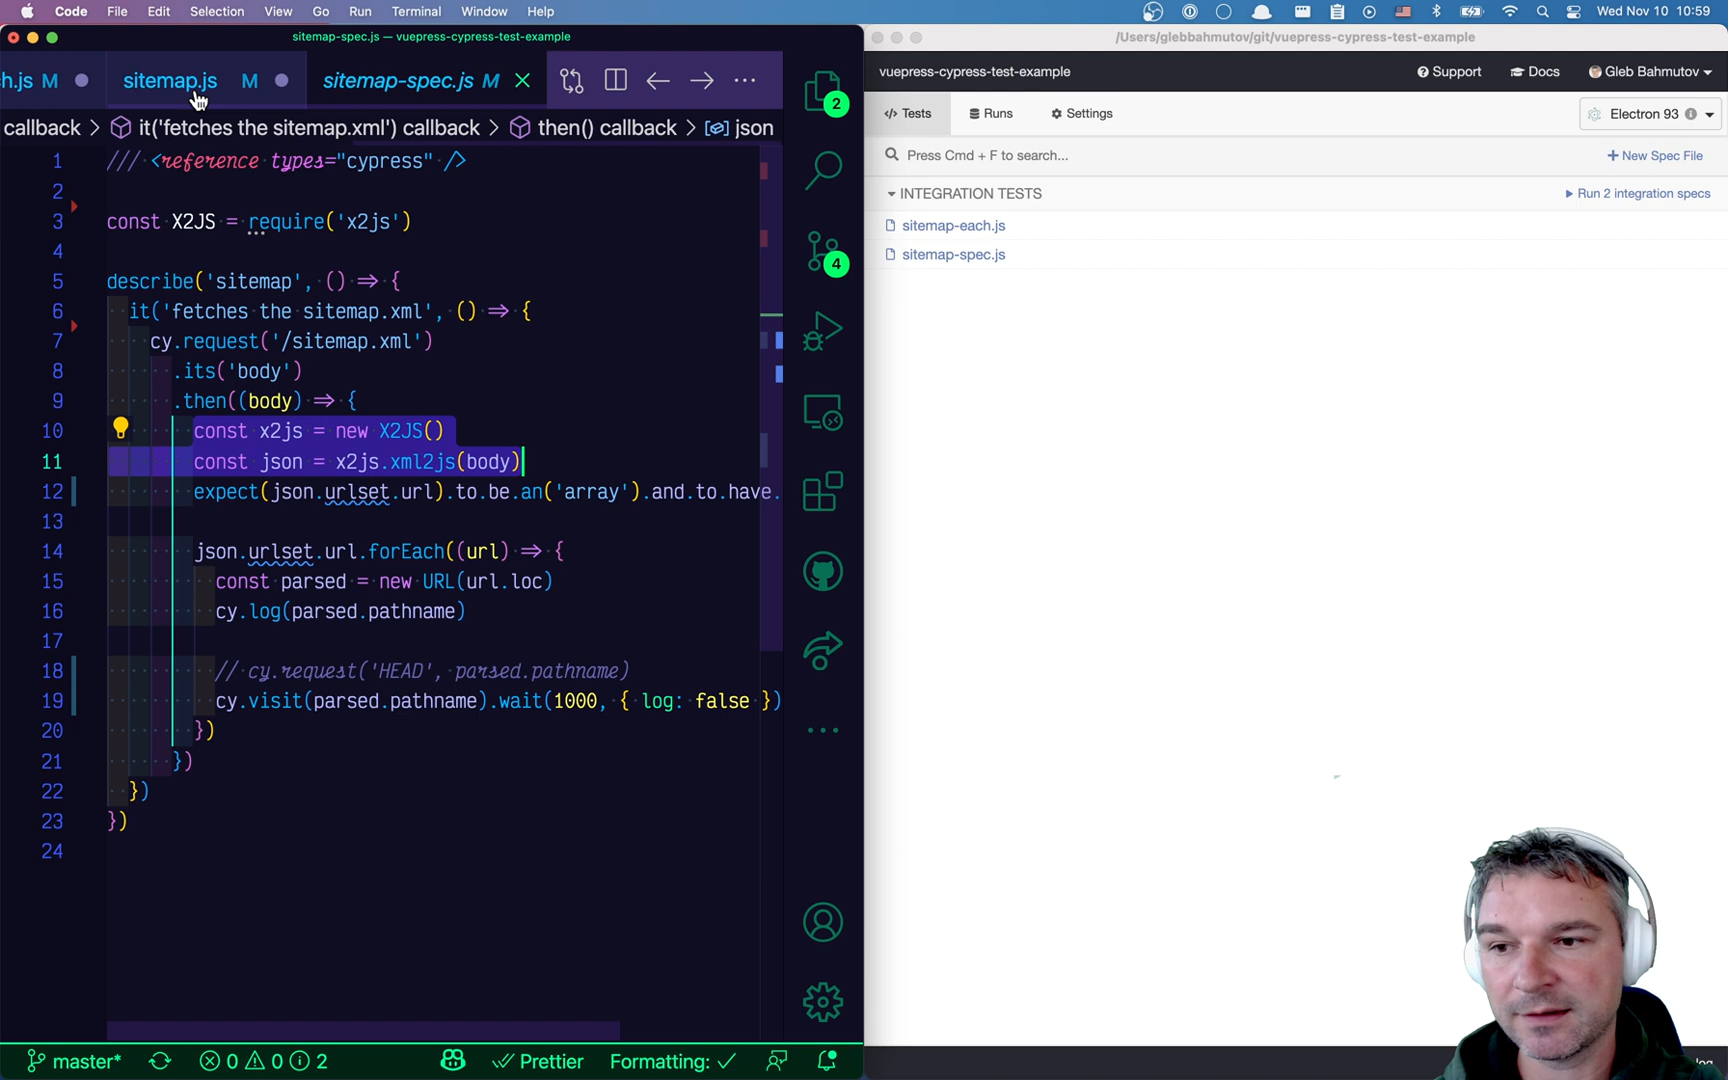 Code File Edit Selection View Go Run Terminal Window Help
Wed Nov 10 10:59
sitemap-spec.js — vuepress-cypress-test-example
h.js M
sitemap.js M
sitemap-spec.js M
callback > it('fetches the sitemap.xml') callback > then() callback > json
1 /// <reference types="cypress" />
2
3 const X2JS = require('x2js')
4
5 describe('sitemap', () => {
6 it('fetches the sitemap.xml', () => {
7 cy.request('/sitemap.xml')
8 .its('body')
9 .then((body) => {
10 const x2js = new X2JS()
11 const json = x2js.xml2js(body)
12 expect(json.urlset.url).to.be.an('array').and.to.have.
13
14 json.urlset.url.forEach((url) => {
15 const parsed = new URL(url.loc)
16 cy.log(parsed.pathname)
17
18 // cy.request('HEAD', parsed.pathname)
19 cy.visit(parsed.pathname).wait(1000, { log: false })
20 })
21 })
22 })
23 })
24
2
4
master* 0 0 2 Prettier Formatting:
/Users/glebbahmutov/git/vuepress-cypress-test-example
vuepress-cypress-test-example
Support Docs Gleb Bahmutov
Tests Runs Settings
Electron 93
Press Cmd + F to search...
New Spec File
INTEGRATION TESTS
Run 2 integration specs
sitemap-each.js
sitemap-spec.js